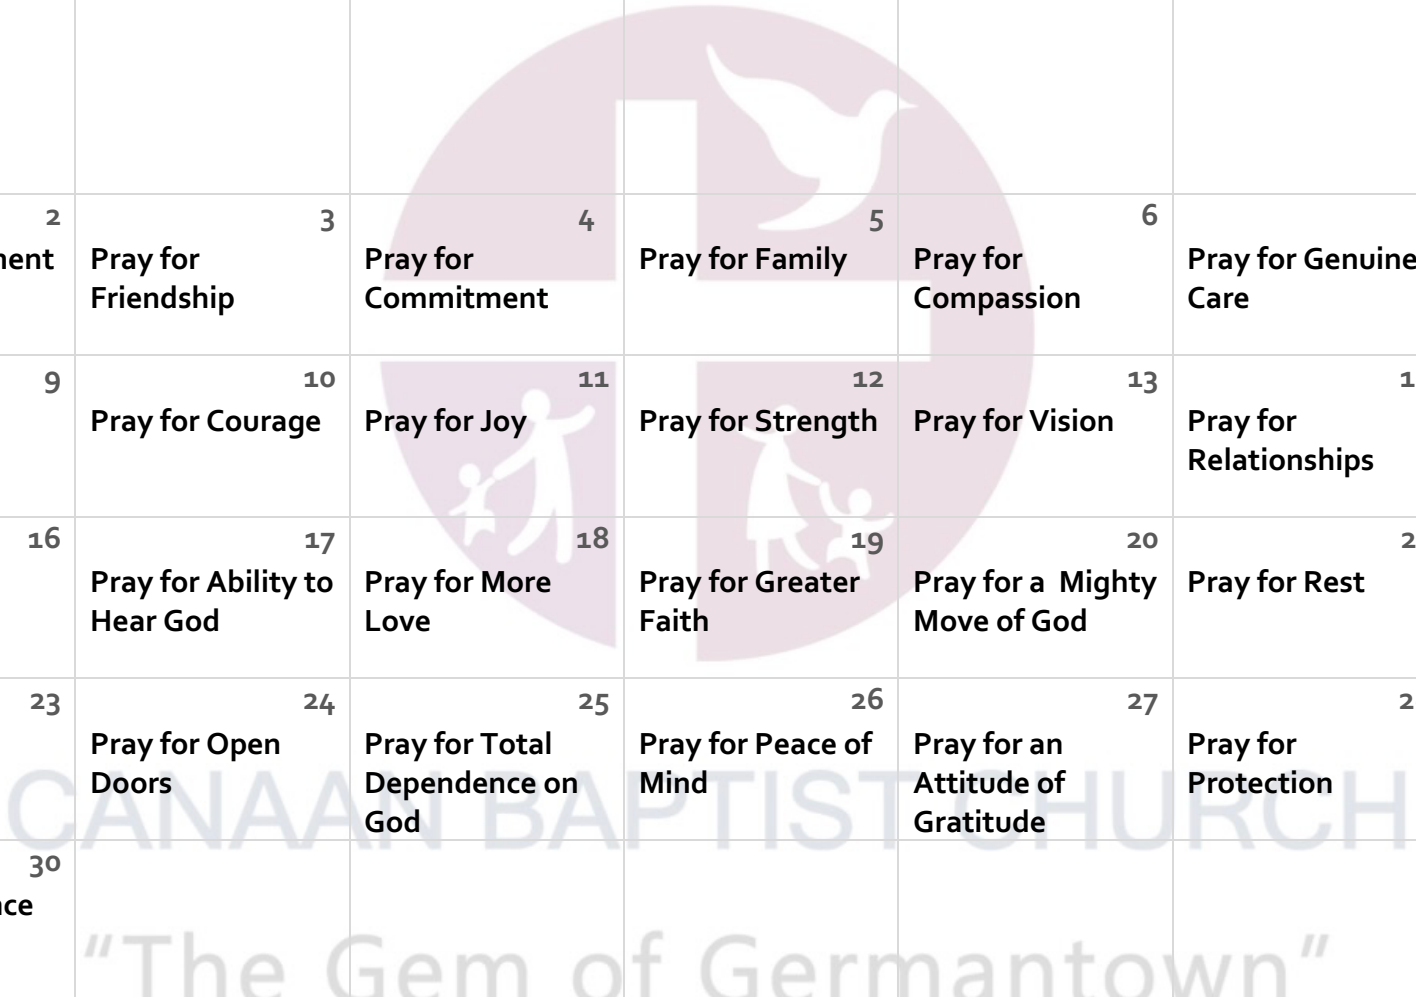 2
3
4
5
6
Pray for
Friendship
Pray for
Commitment
Pray for Family
Pray for
Compassion
Pray for Genuine
Care
9
10
11
12
13
Pray for Courage
Pray for Joy
Pray for Strength
Pray for Vision
Pray for
Relationships
16
17
18
19
20
Pray for Ability to
Hear God
Pray for More
Love
Pray for Greater
Faith
Pray for a  Mighty
Move of God
Pray for Rest
23
24
25
26
27
Pray for Open
Doors
Pray for Total
Dependence on
God
Pray for Peace of
Mind
Pray for an
Attitude of
Gratitude
Pray for
Protection
CANAAN BAPTIST CHURCH
30
"The Gem of Germantown"